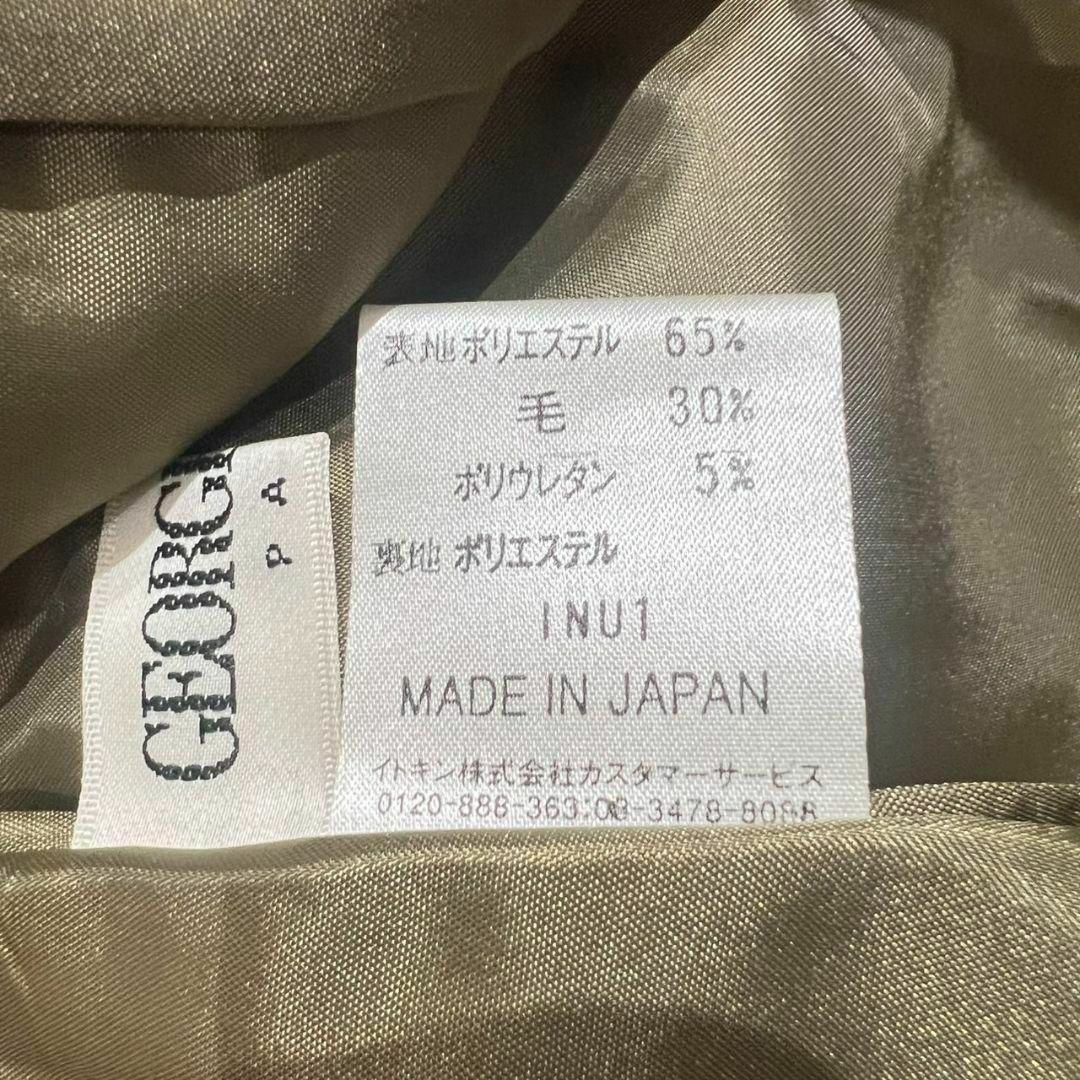 表地 ポリエステル 65%
毛 30%
ポリウレタン 5%
裏地 ポリエステル
INU1
MADE IN JAPAN
イトキン株式会社カスタマーサービス
0120-888-363:03-3478-8088
GEORG
PA